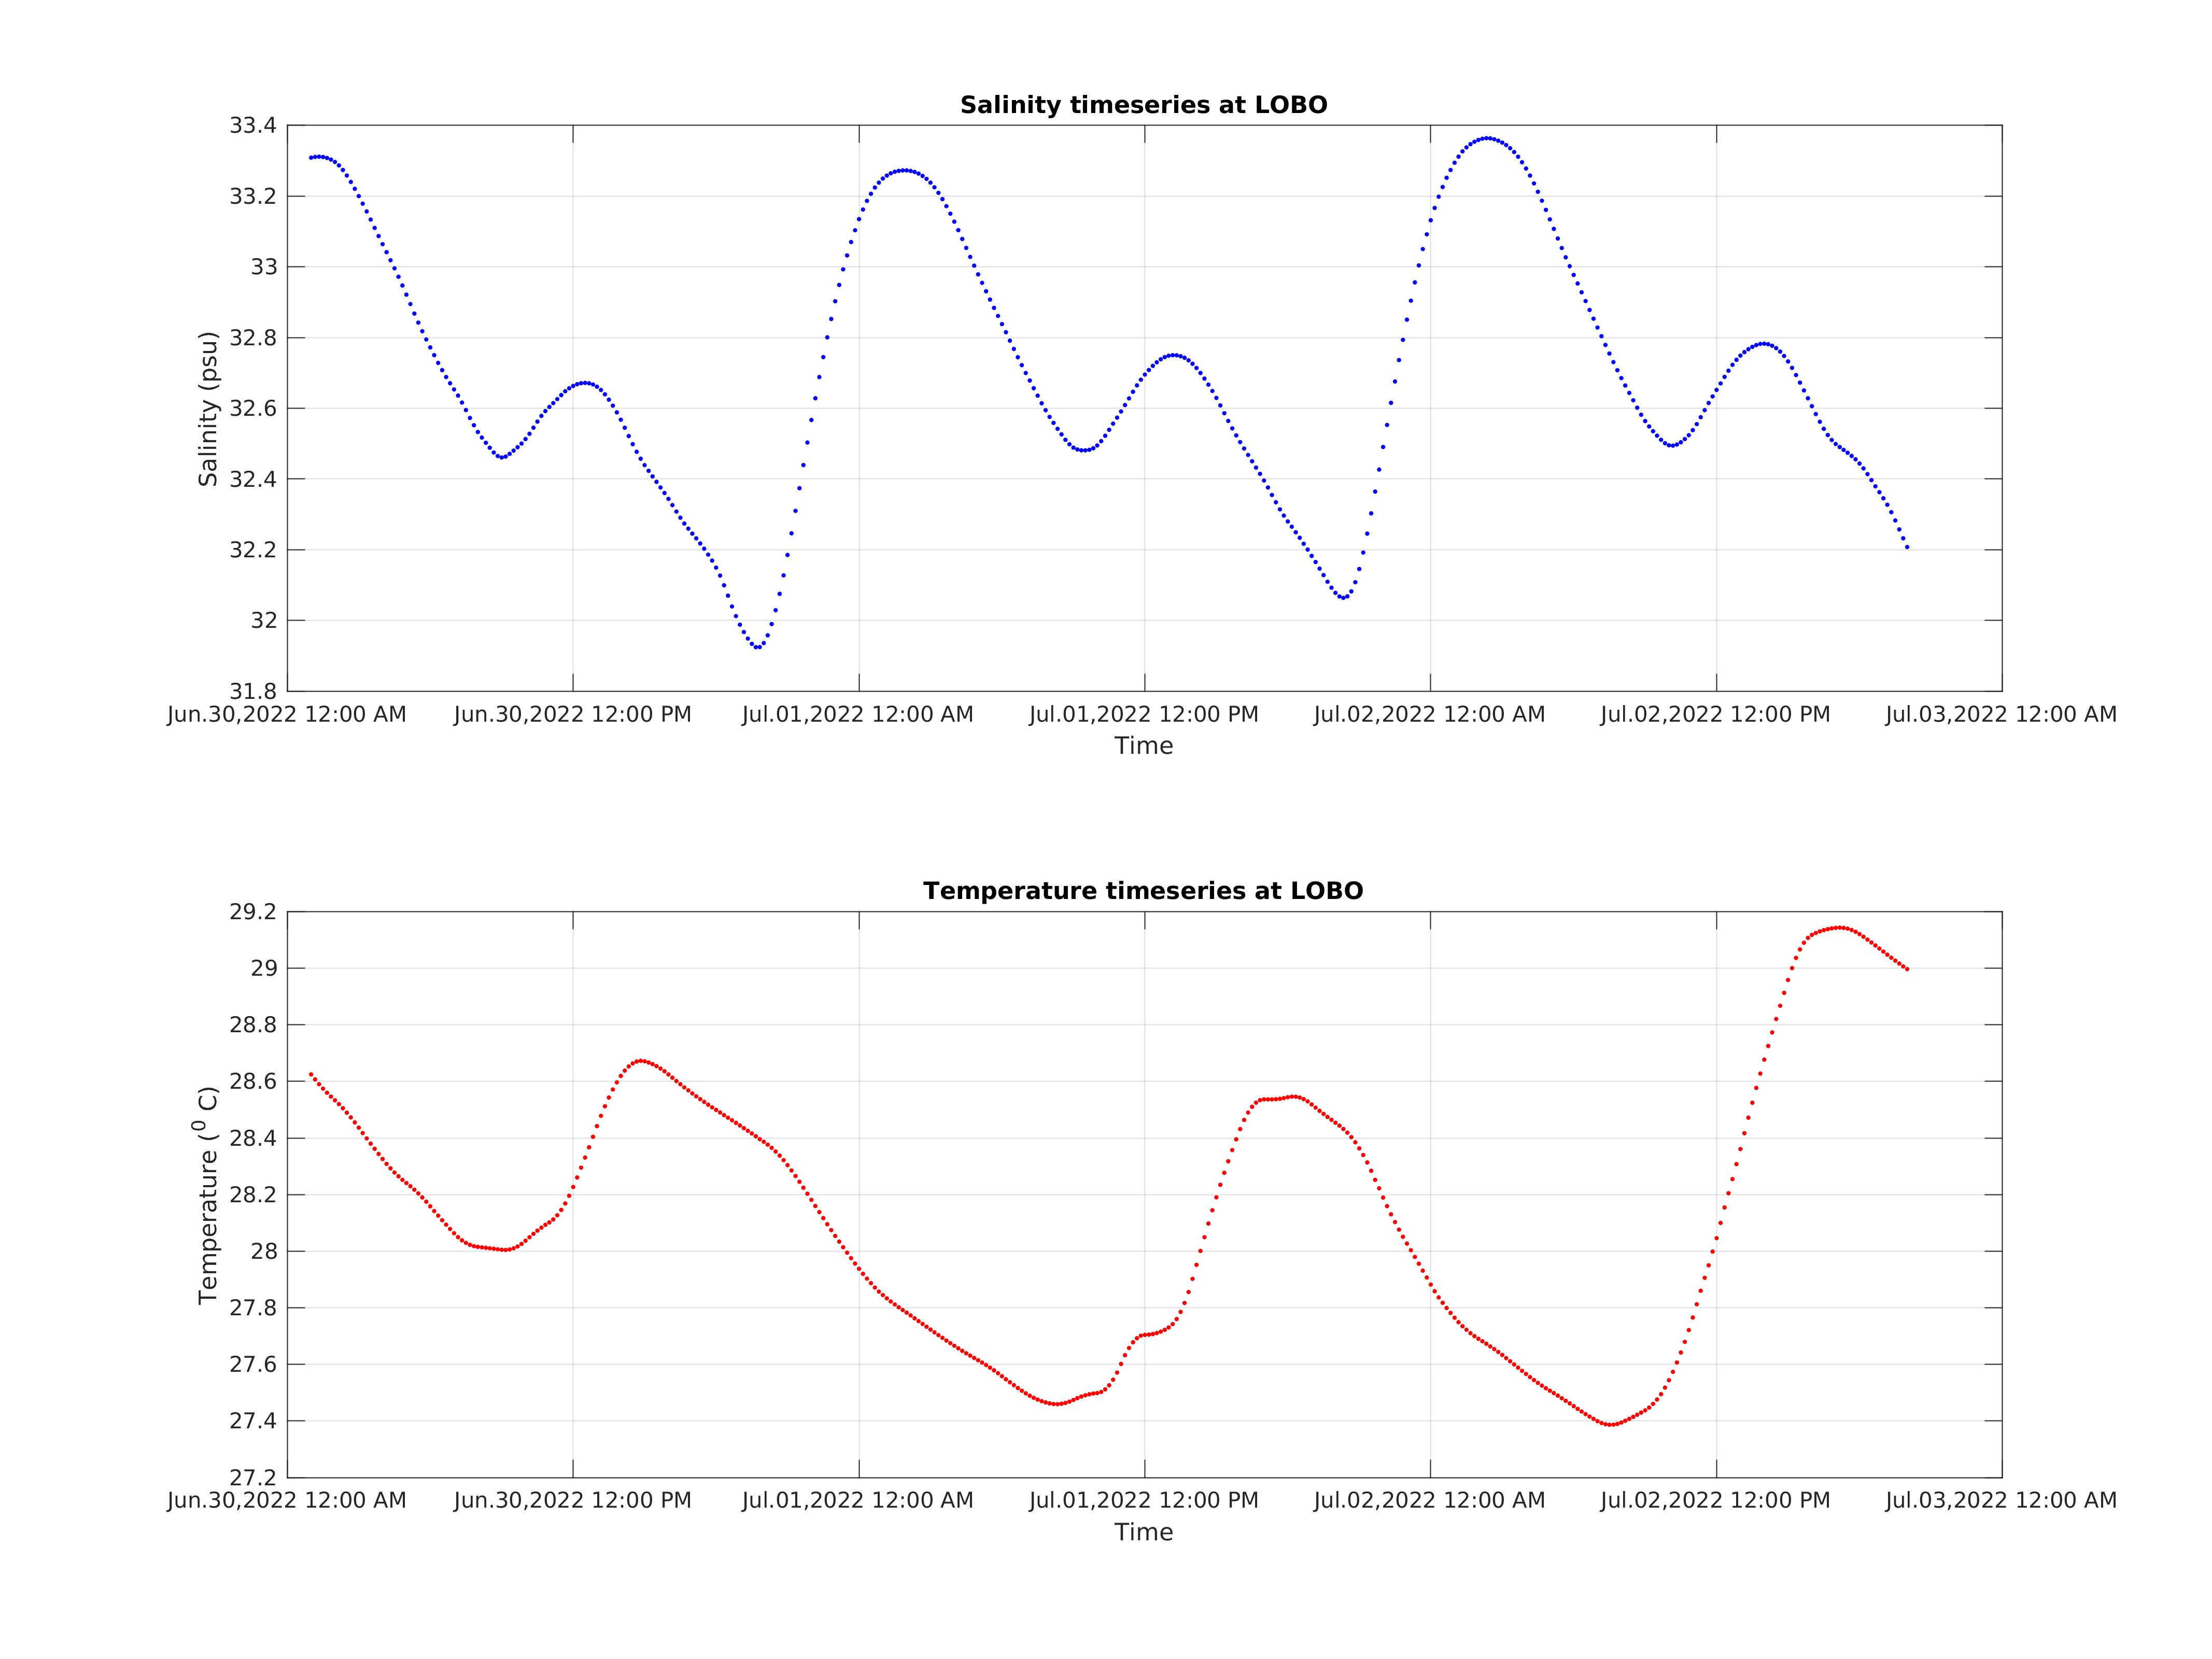 Salinity timeseries at LOBO
33.4
33.2
33
32.8
32.6
32.4
32.2
32
31.8
Salinity (psu)
Jun.30,2022 12:00 AM Jun.30,2022 12:00 PM Jul.01,2022 12:00 AM Jul.01,2022 12:00 PM Jul.02,2022 12:00 AM Jul.02,2022 12:00 PM Jul.03,2022 12:00 AM
Time
Temperature timeseries at LOBO
29.2
29
28.8
28.6
28.4
28.2
28
27.8
27.6
27.4
27.2
Temperature (⁰ C)
Jun.30,2022 12:00 AM Jun.30,2022 12:00 PM Jul.01,2022 12:00 AM Jul.01,2022 12:00 PM Jul.02,2022 12:00 AM Jul.02,2022 12:00 PM Jul.03,2022 12:00 AM
Time